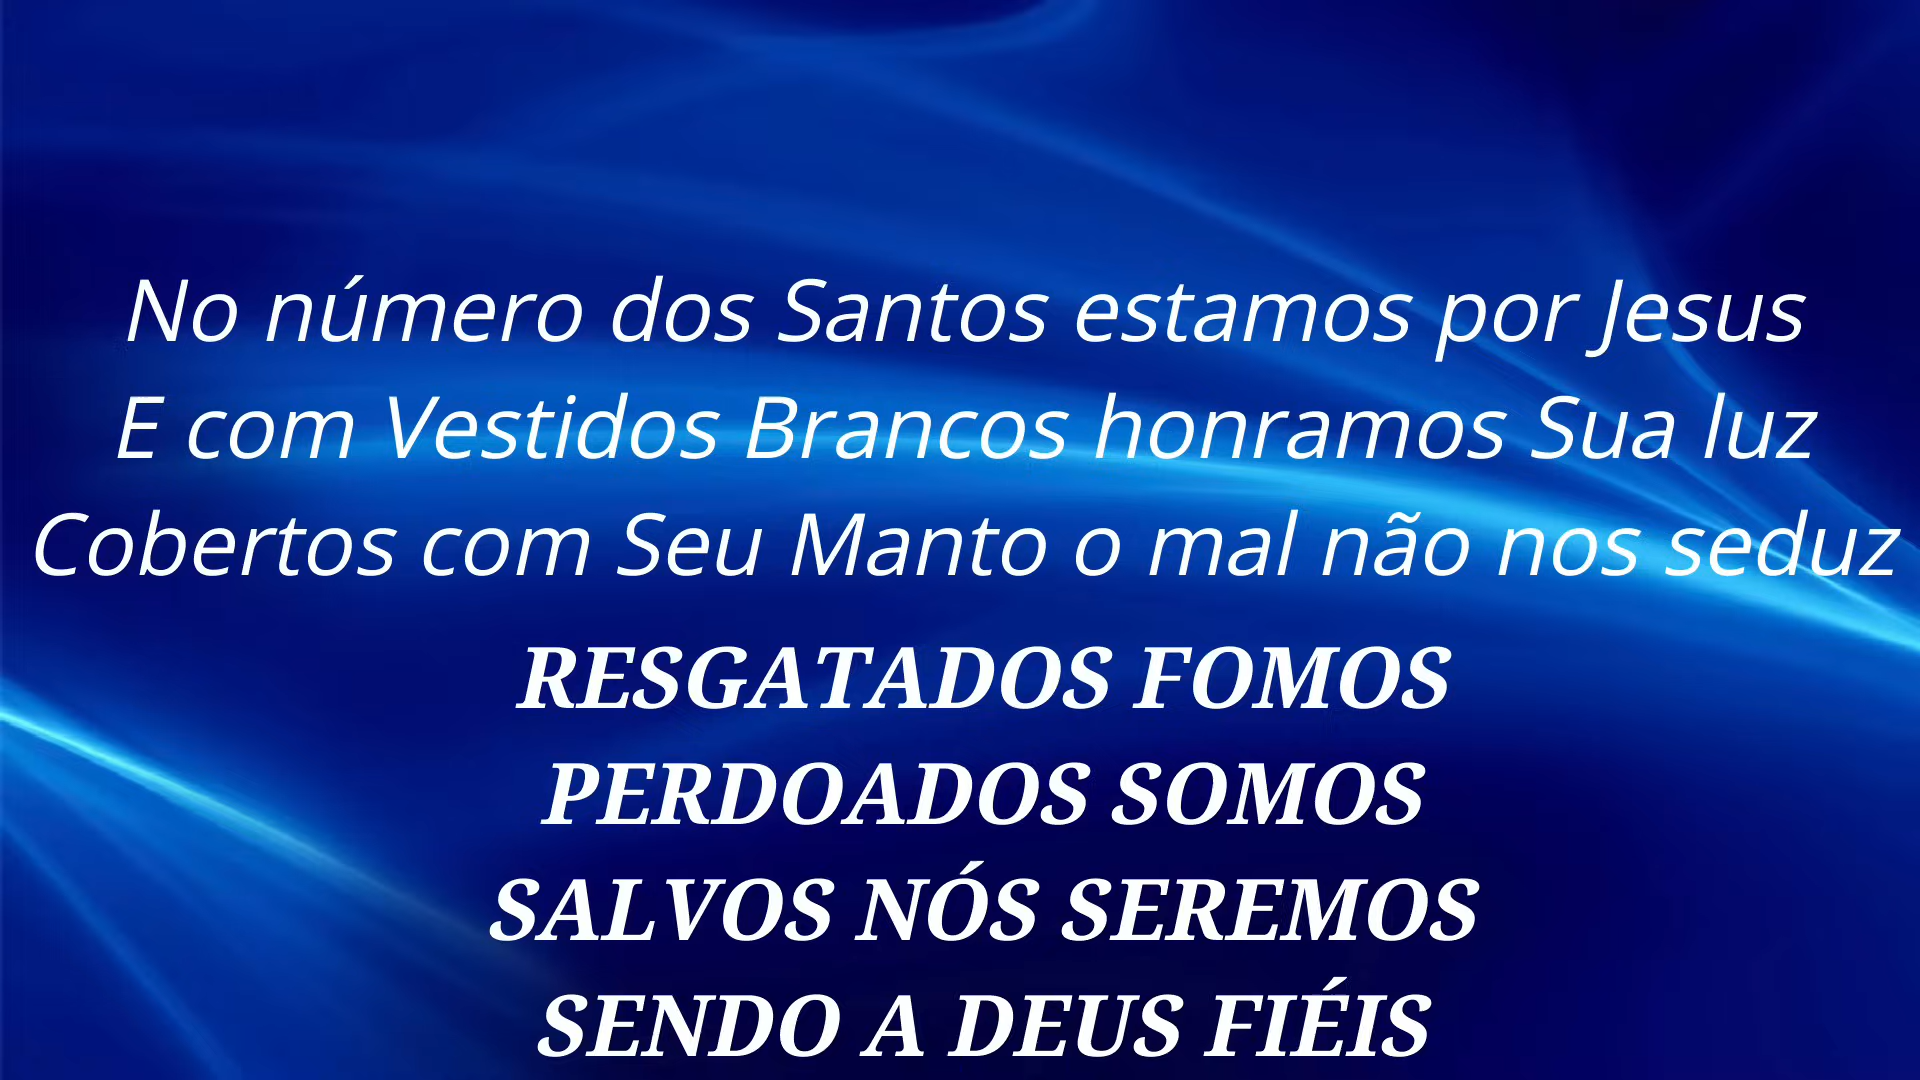 No número dos Santos estamos por Jesus
E com Vestidos Brancos honramos Sua luz
Cobertos com Seu Manto o mal não nos seduz
RESGATADOS FOMOS
PERDOADOS SOMOS
SALVOS NÓS SEREMOS
SENDO A DEUS FIÉIS